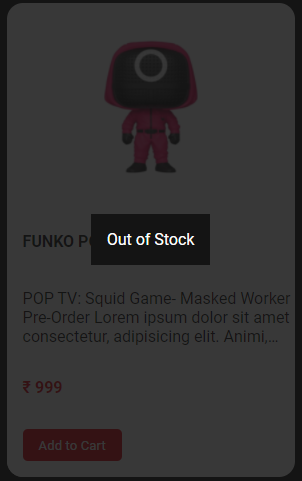 FUNKO PO
Out of Stock
POP TV: Squid Game- Masked Worker
Pre-Order Lorem ipsum dolor sit amet
consectetur, adipisicing elit. Animi,...
₹ 999
Add to Cart